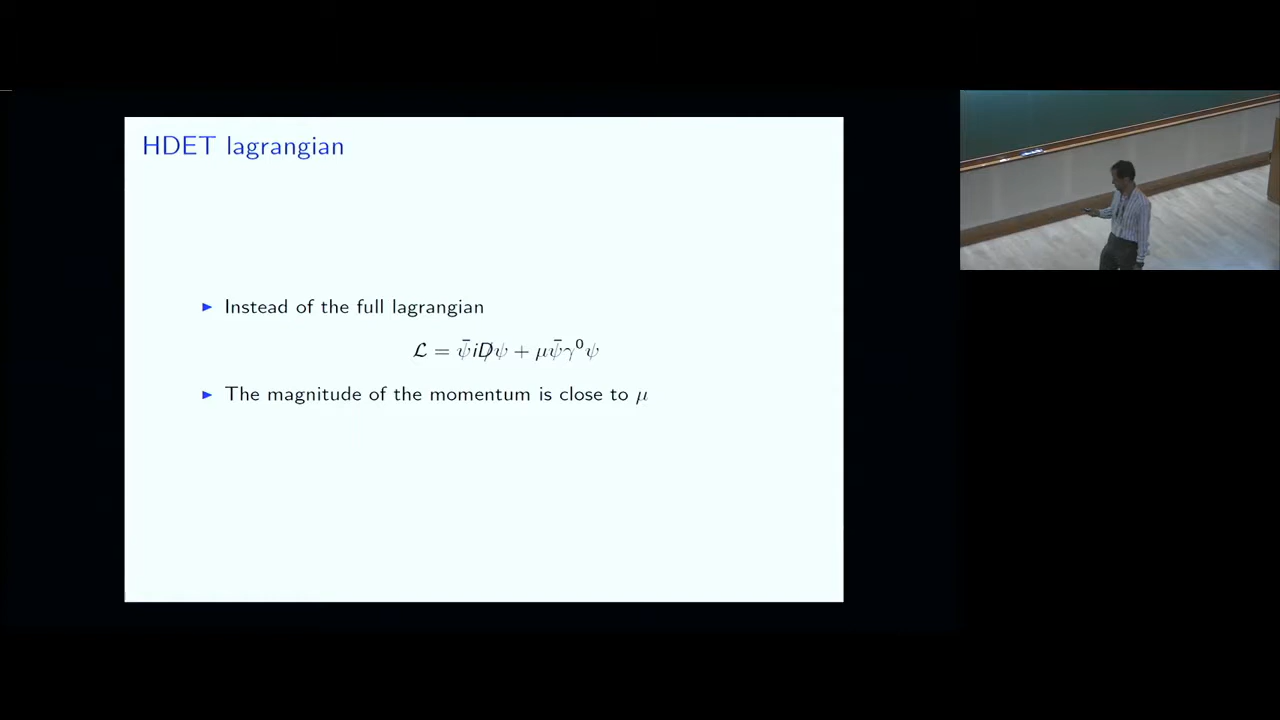 HDET lagrangian
▶ Instead of the full lagrangian
ℒ = ψ̄iD̸ψ + μψ̄γ⁰ψ
▶ The magnitude of the momentum is close to μ